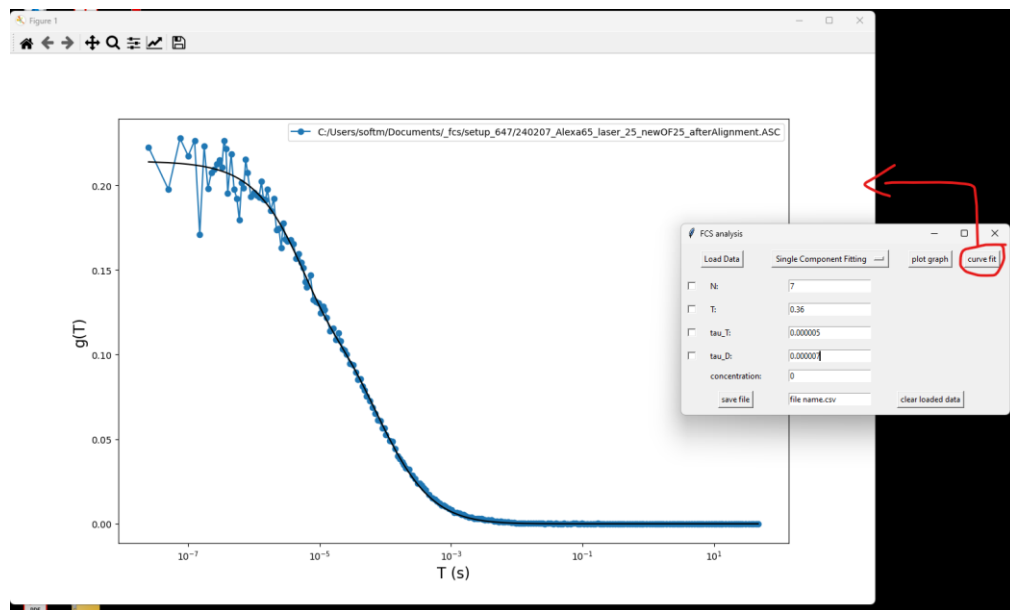 Figure 1
C:/Users/softm/Documents/_fcs/setup_647/240207_Alexa65_laser_25_newOF25_afterAlignment.ASC
0.20
0.15
0.10
0.05
0.00
g(T)
10⁻⁷
10⁻⁵
10⁻³
10⁻¹
10¹
T (s)
FCS analysis
Load Data
Single Component Fitting
plot graph
curve fit
N:
7
T:
0.36
tau_T:
0.000005
tau_D:
0.000007
concentration:
0
save file
file name.csv
clear loaded data